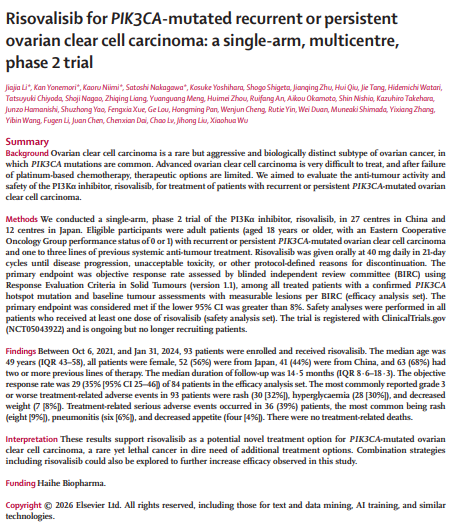 Risovalisib for PIK3CA-mutated recurrent or persistent
ovarian clear cell carcinoma: a single-arm, multicentre,
phase 2 trial
Jiajia Li*, Kan Yonemori*, Kaoru Niimi*, Satoshi Nakagawa*, Kosuke Yoshihara, Shogo Shigeta, Jianqing Zhu, Hui Qiu, Jie Tang, Hidemichi Watari,
Tatsuyuki Chiyoda, Shoji Nagao, Zhiqing Liang, Yuanguang Meng, Huimei Zhou, Ruifang An, Aikou Okamoto, Shin Nishio, Kazuhiro Takehara,
Junzo Hamanishi, Shuzhong Yao, Fengxia Xue, Ge Lou, Hongming Pan, Wenjun Cheng, Rutie Yin, Wei Duan, Muneaki Shimada, Yixiang Zhang,
Yibin Wang, Fugen Li, Juan Chen, Chenxian Dai, Chao Lv, Jihong Liu, Xiaohua Wu
Summary
Background Ovarian clear cell carcinoma is a rare but aggressive and biologically distinct subtype of ovarian cancer, in
which PIK3CA mutations are common. Advanced ovarian clear cell carcinoma is very difficult to treat, and after failure
of platinum-based chemotherapy, therapeutic options are limited. We aimed to evaluate the anti-tumour activity and
safety of the PI3Kα inhibitor, risovalisib, for treatment of patients with recurrent or persistent PIK3CA-mutated ovarian
clear cell carcinoma.
Methods We conducted a single-arm, phase 2 trial of the PI3Kα inhibitor, risovalisib, in 27 centres in China and
12 centres in Japan. Eligible participants were adult patients (aged 18 years or older, with an Eastern Cooperative
Oncology Group performance status of 0 or 1) with recurrent or persistent PIK3CA-mutated ovarian clear cell carcinoma
and one to three lines of previous systemic anti-tumour treatment. Risovalisib was given orally at 40 mg daily in 21-day
cycles until disease progression, unacceptable toxicity, or other protocol-defined reasons for discontinuation. The
primary endpoint was objective response rate assessed by blinded independent review committee (BIRC) using
Response Evaluation Criteria in Solid Tumours (version 1.1), among all treated patients with a confirmed PIK3CA
hotspot mutation and baseline tumour assessments with measurable lesions per BIRC (efficacy analysis set). The
primary endpoint was considered met if the lower 95% CI was greater than 8%. Safety analyses were performed in all
patients who received at least one dose of risovalisib (safety analysis set). The trial is registered with ClinicalTrials.gov
(NCT05043922) and is ongoing but no longer recruiting patients.
Findings Between Oct 6, 2021, and Jan 31, 2024, 93 patients were enrolled and received risovalisib. The median age was
49 years (IQR 43–58), all patients were female, 52 (56%) were from Japan, 41 (44%) were from China, and 63 (68%) had
two or more previous lines of therapy. The median duration of follow-up was 14·5 months (IQR 8·6–18·3). The objective
response rate was 29 (35% [95% CI 25–46]) of 84 patients in the efficacy analysis set. The most commonly reported grade 3
or worse treatment-related adverse events in 93 patients were rash (30 [32%]), hyperglycaemia (28 [30%]), and decreased
weight (7 [8%]). Treatment-related serious adverse events occurred in 36 (39%) patients, the most common being rash
(eight [9%]), pneumonitis (six [6%]), and decreased appetite (four [4%]). There were no treatment-related deaths.
Interpretation These results support risovalisib as a potential novel treatment option for PIK3CA-mutated ovarian
clear cell carcinoma, a rare yet lethal cancer in dire need of additional treatment options. Combination strategies
including risovalisib could also be explored to further increase efficacy observed in this study.
Funding Haihe Biopharma.
Copyright © 2026 Elsevier Ltd. All rights reserved, including those for text and data mining, AI training, and similar
technologies.